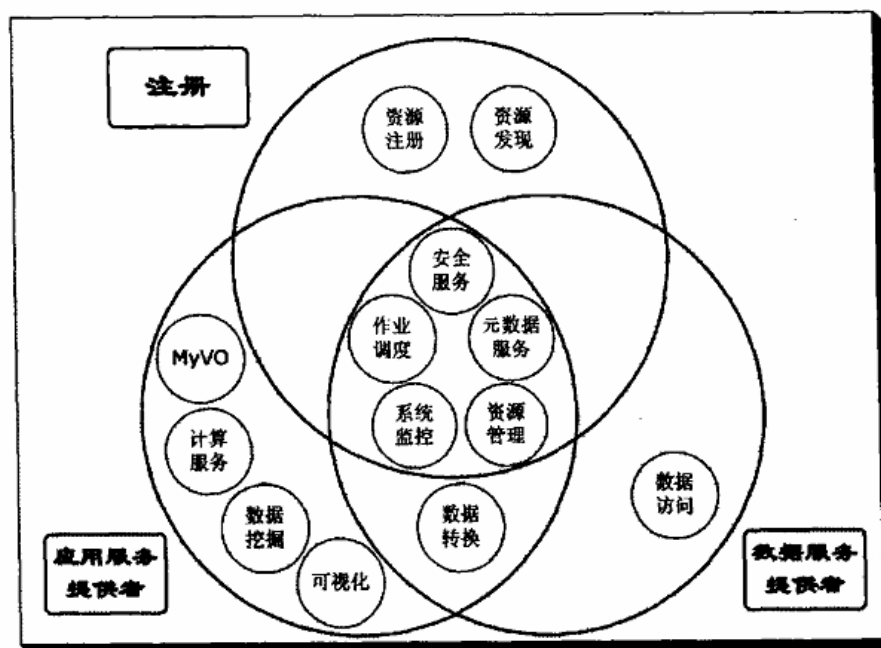 注册
资源
注册
资源
发现
安全
服务
作业
调度
元数据
服务
MyVO
系统
监控
资源
管理
计算
服务
数据
访问
数据
挖掘
数据
转换
可视化
应用服务
提供者
数据服务
提供者